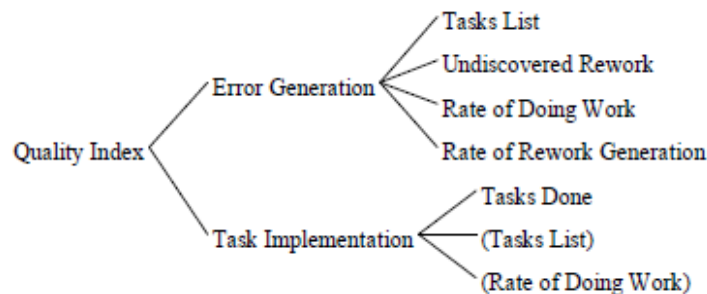 Tasks List
Undiscovered Rework
Error Generation
Rate of Doing Work
Rate of Rework Generation
Quality Index
Tasks Done
Task Implementation
(Tasks List)
(Rate of Doing Work)